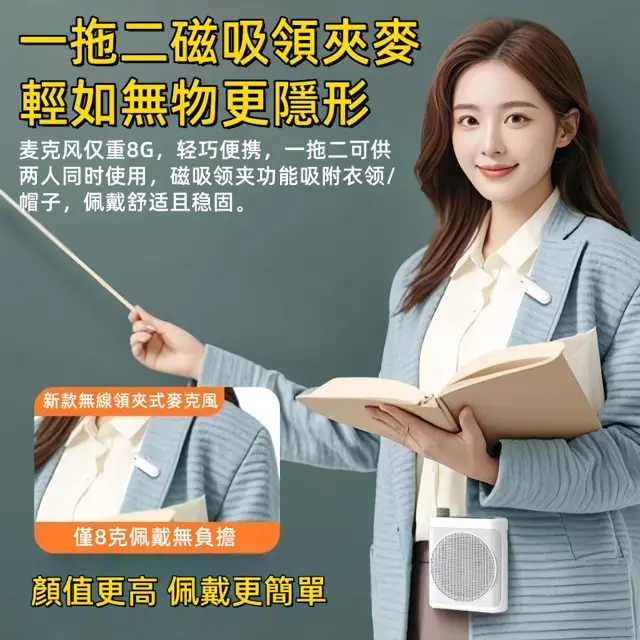 一拖二磁吸領夾麥
輕如無物更隱形
麦克风仅重8G，轻巧便携，一拖二可供
两人同时使用，磁吸领夹功能吸附衣领/
帽子，佩戴舒适且稳固。
新款無線領夾式麥克風
僅8克佩戴無負擔
顏值更高 佩戴更簡單